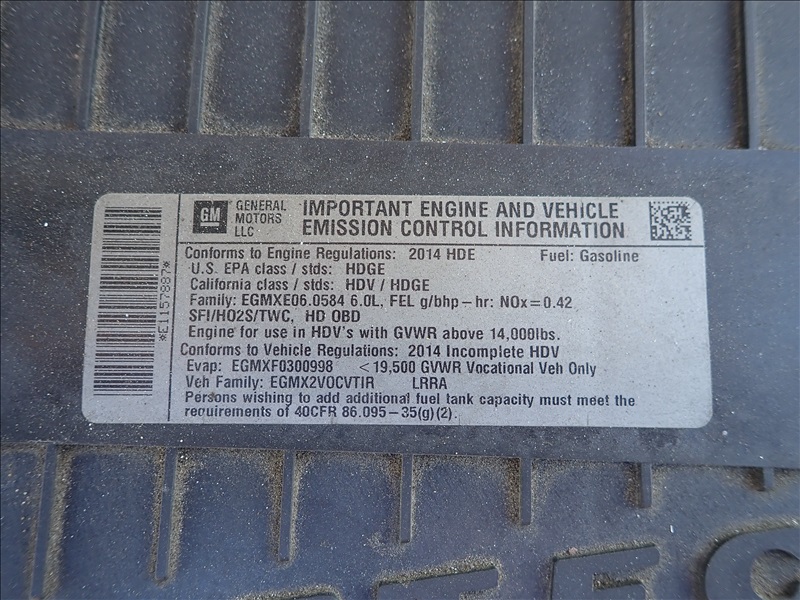 GM
GENERAL
MOTORS
LLC
IMPORTANT ENGINE AND VEHICLE
EMISSION CONTROL INFORMATION
*E1157887*
Conforms to Engine Regulations: 2014 HDE Fuel: Gasoline
U.S. EPA class / stds: HDGE
California class / stds: HDV / HDGE
Family: EGMXE06.0584 6.0L, FEL g/bhp-hr: NOx=0.42
SFI/HO2S/TWC, HD OBD
Engine for use in HDV's with GVWR above 14,000lbs.
Conforms to Vehicle Regulations: 2014 Incomplete HDV
Evap: EGMXF0300998 <19,500 GVWR Vocational Veh Only
Veh Family: EGMX2VOCVTIR LRRA
Persons wishing to add additional fuel tank capacity must meet the
requirements of 40CFR 86.095-35(g)(2).